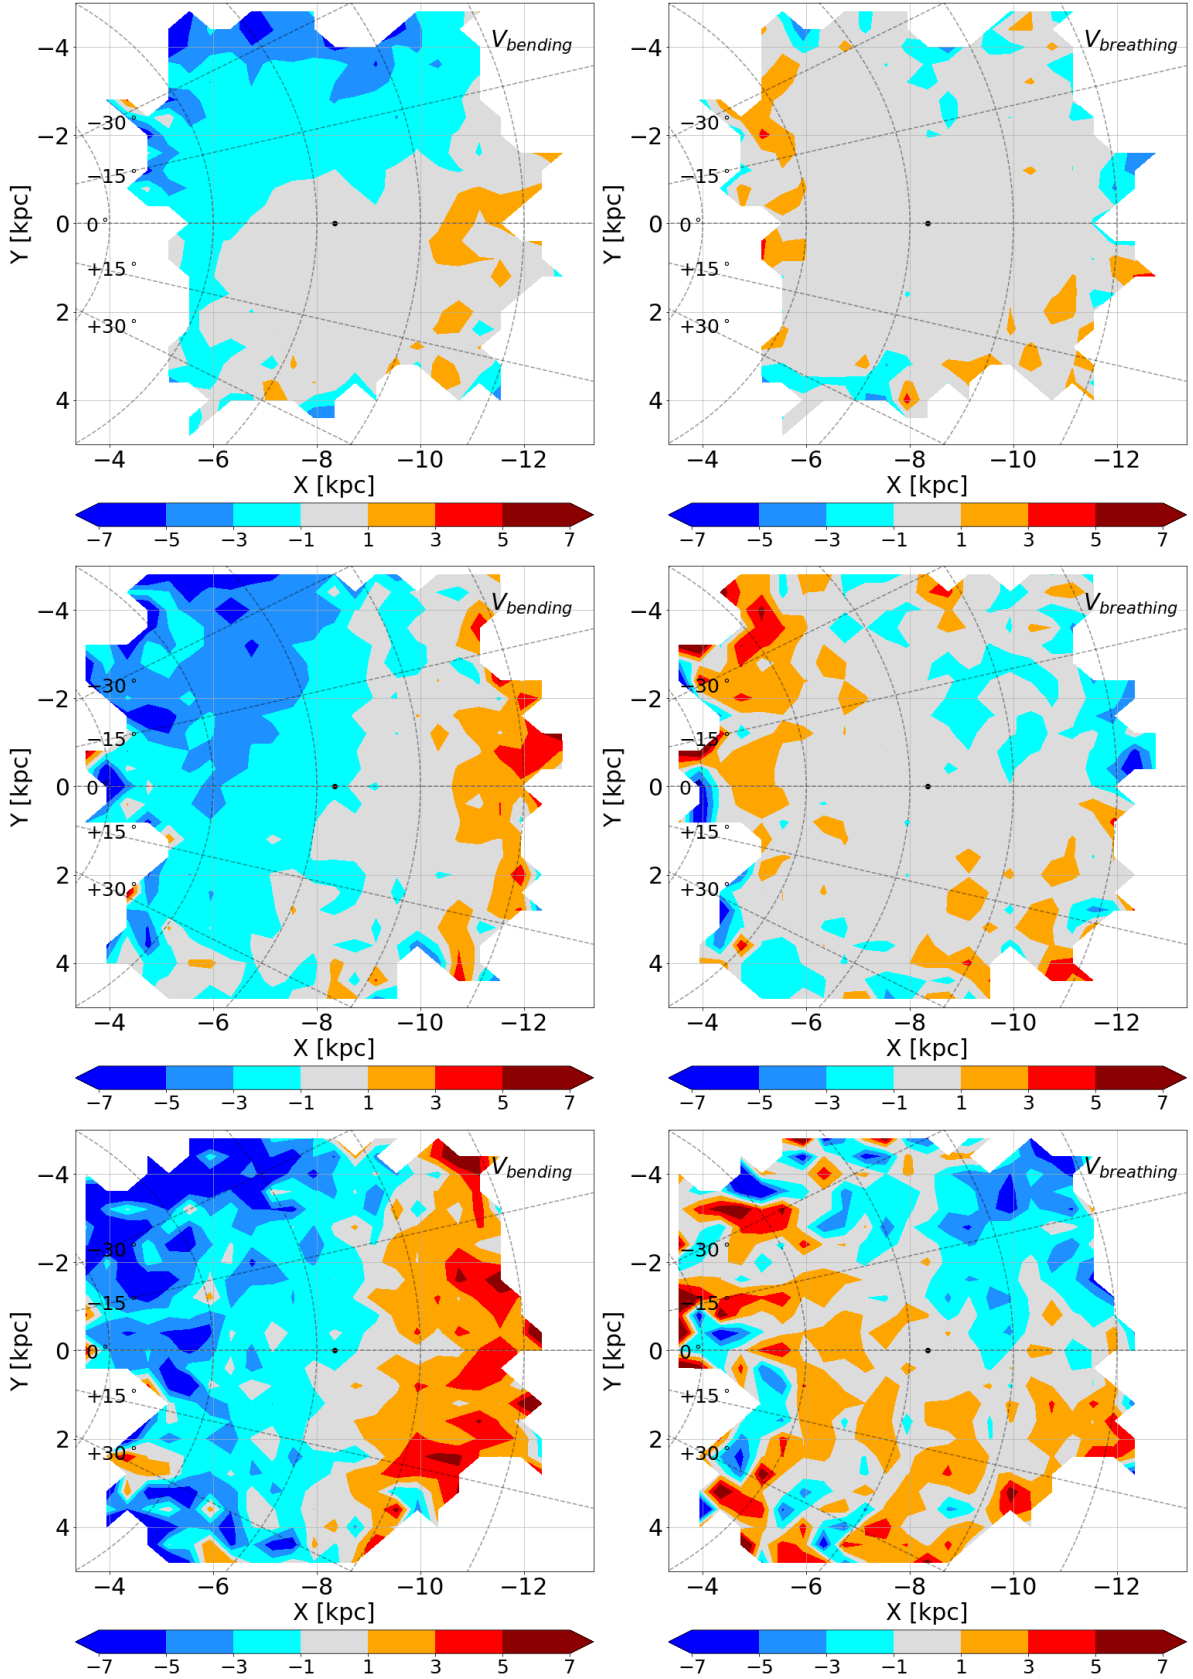 V_bending V_breathing
−4 −4
−2 −2
0 0
2 2
4 4
Y [kpc] Y [kpc]
−30° −30°
−15° −15°
0° 0°
+15° +15°
+30° +30°
−4 −6 −8 −10 −12 −4 −6 −8 −10 −12
X [kpc] X [kpc]
−7 −5 −3 −1 1 3 5 7 −7 −5 −3 −1 1 3 5 7
V_bending V_breathing
−4 −4
−2 −2
0 0
2 2
4 4
Y [kpc] Y [kpc]
−30° −30°
−15° −15°
0 0°
+15° +15°
+30° +30°
−4 −6 −8 −10 −12 −4 −6 −8 −10 −12
X [kpc] X [kpc]
−7 −5 −3 −1 1 3 5 7 −7 −5 −3 −1 1 3 5 7
V_bending V_breathing
−4 −4
−2 −2
0 0
2 2
4 4
Y [kpc] Y [kpc]
−30° −30°
−15° −15°
0° 0°
+15° +15°
+30° +30°
−4 −6 −8 −10 −12 −4 −6 −8 −10 −12
X [kpc] X [kpc]
−7 −5 −3 −1 1 3 5 7 −7 −5 −3 −1 1 3 5 7